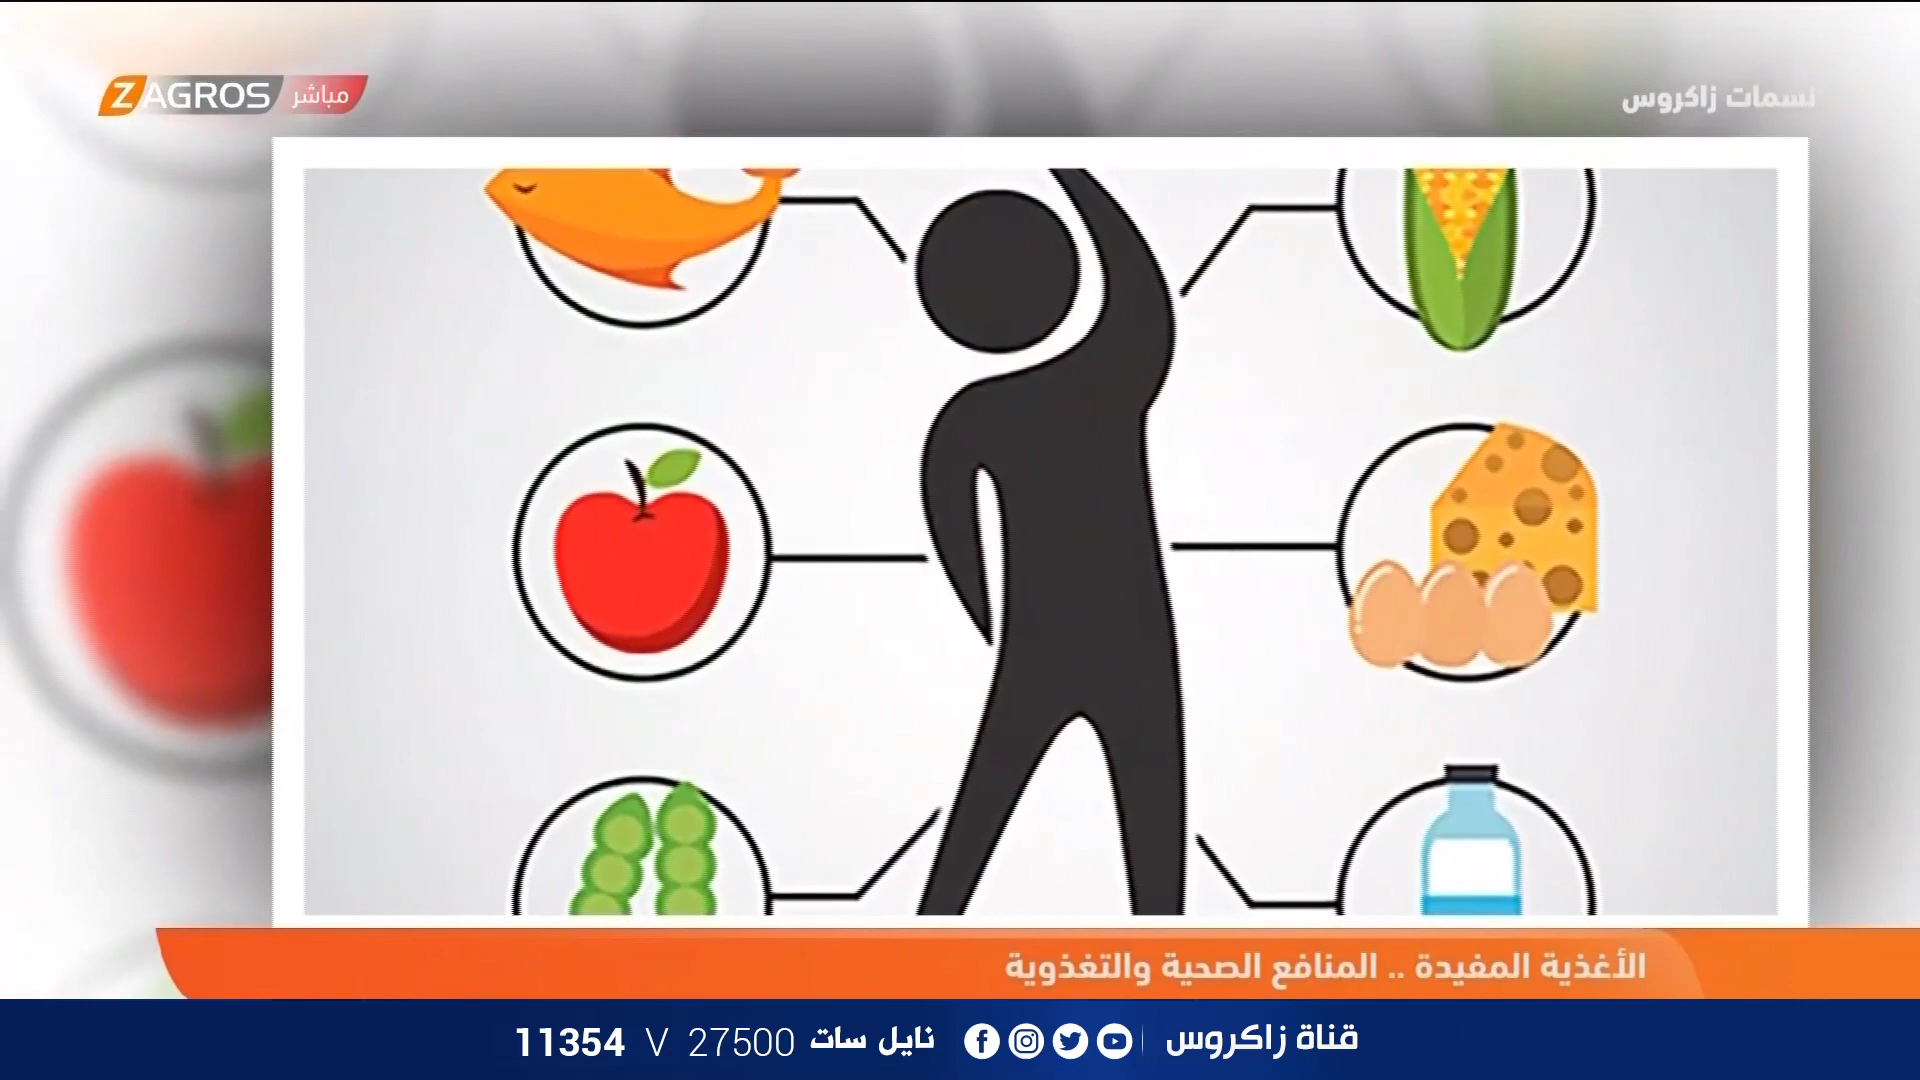 ZAGROS مباشر
نسمات زاكروس
الأغذية المفيدة .. المنافع الصحية والتغذوية
قناة زاكروس نايل سات 27500 V 11354